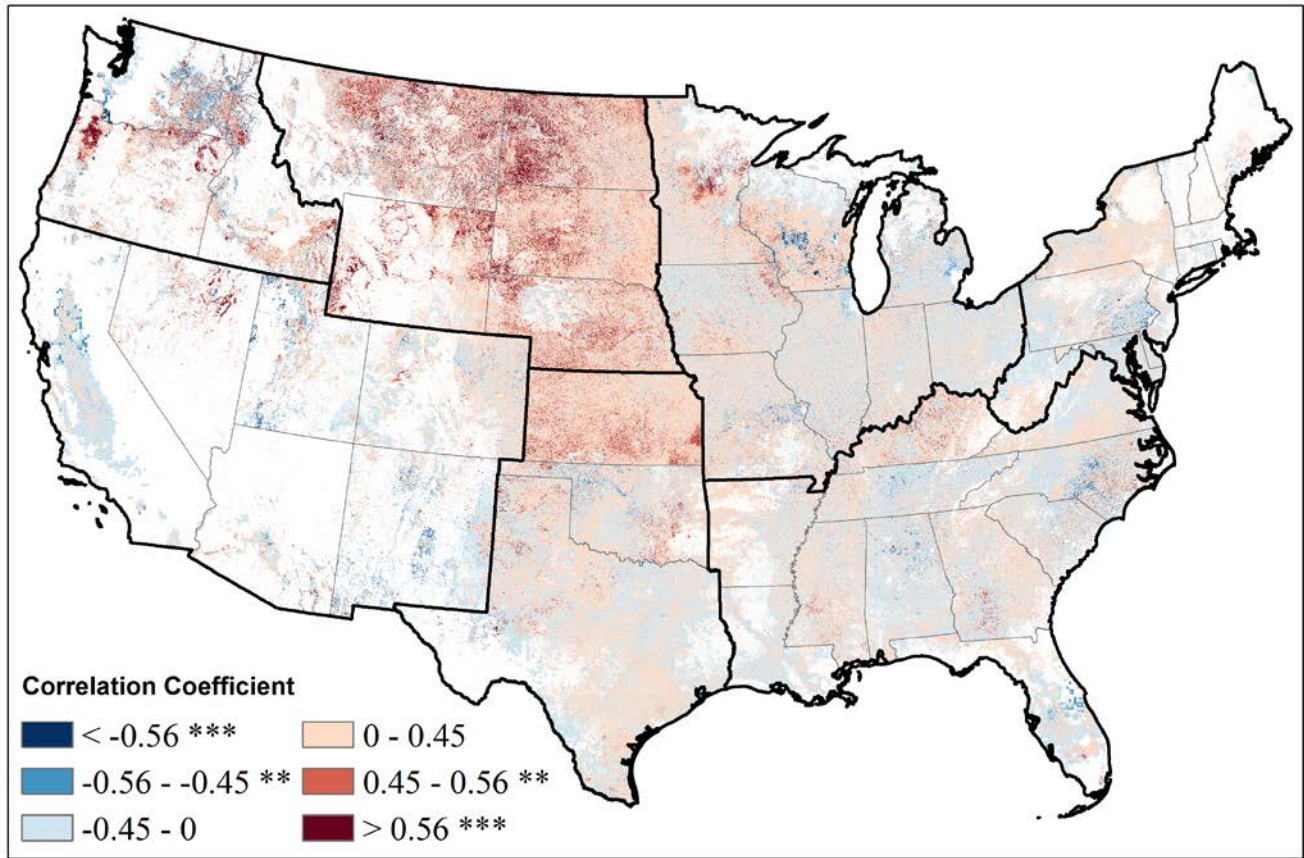 Correlation Coefficient
< -0.56 ***
-0.56 - -0.45 **
-0.45 - 0
0 - 0.45
0.45 - 0.56 **
> 0.56 ***